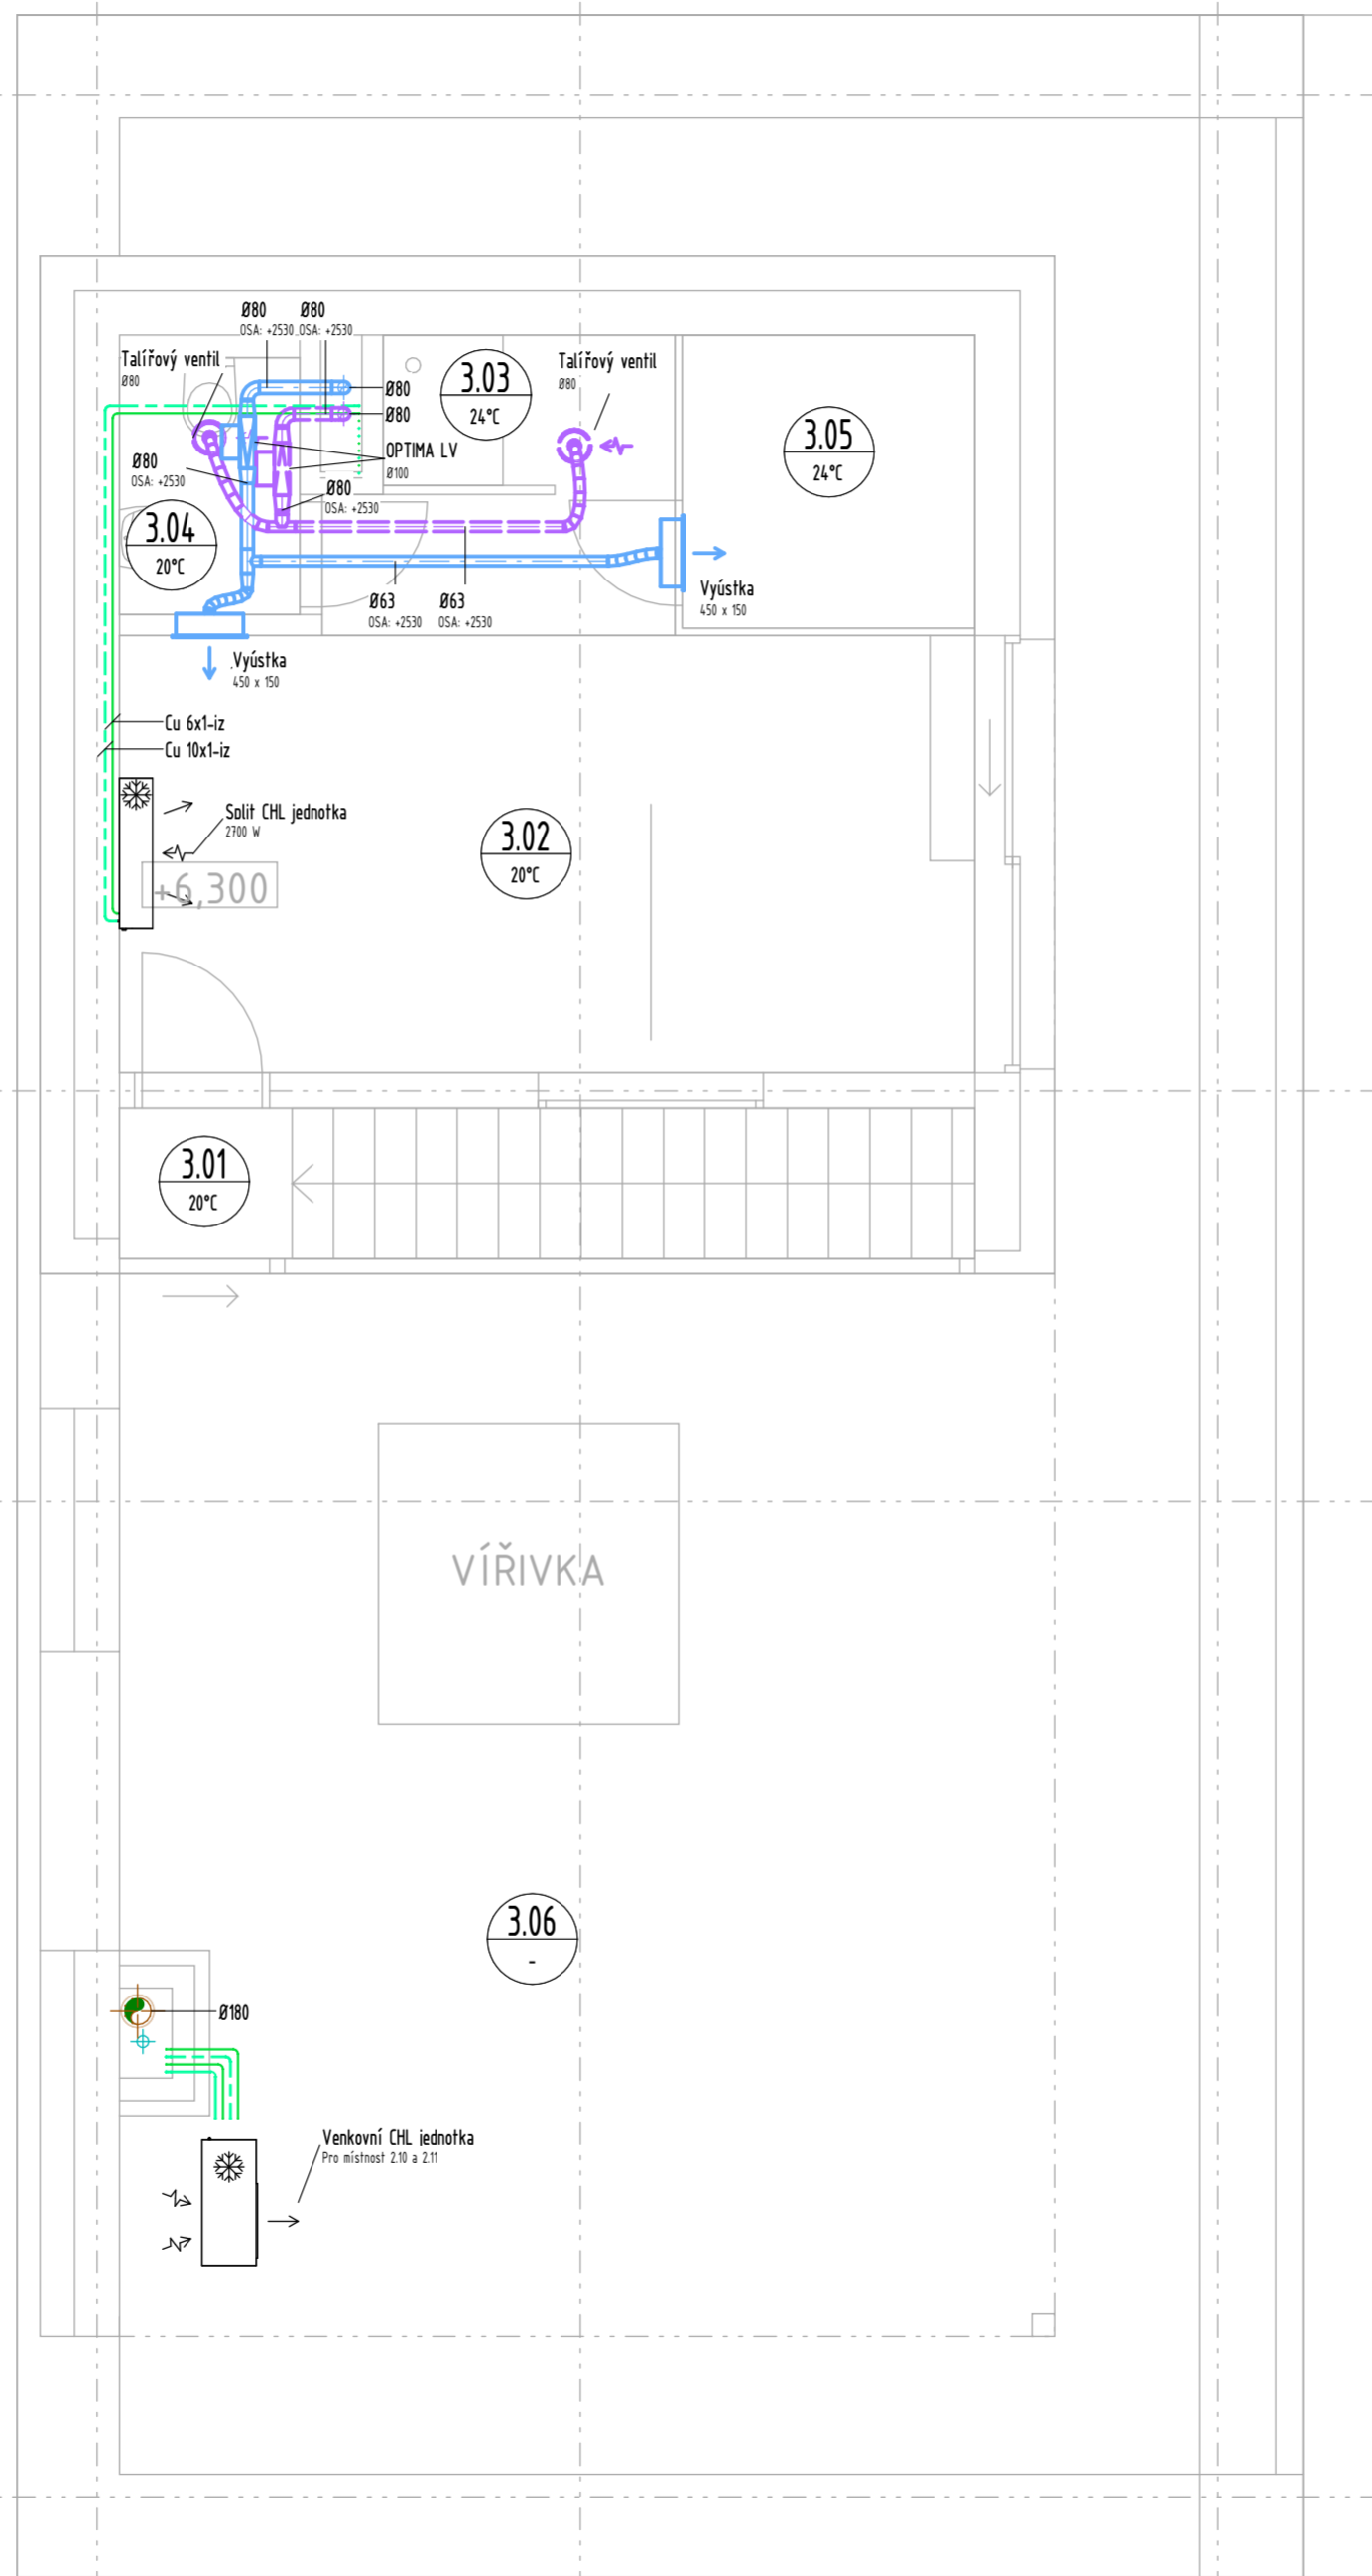 Ø80 Ø80
OSA: +2530 OSA: +2530
Talířový ventil
Ø80
Talířový ventil
Ø80
3.03
24°C
Ø80
Ø80
3.05
24°C
OPTIMA LV
Ø100
Ø80
OSA: +2530
Ø80
OSA: +2530
3.04
20°C
Ø63 Ø63
OSA: +2530 OSA: +2530
Vyústka
450 x 150
Vyústka
450 x 150
Cu 6x1-iz
Cu 10x1-iz
Split CHL jednotka
2700 W
3.02
20°C
+6,300
3.01
20°C
VÍŘIVKA
3.06
-
Ø180
Venkovní CHL jednotka
Pro místnost 2.10 a 2.11